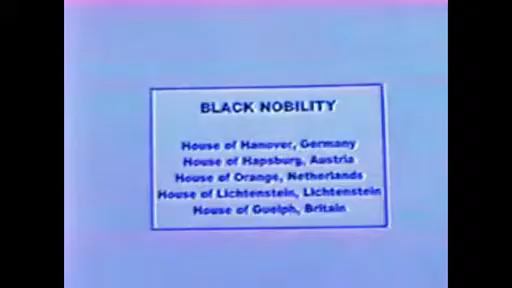 BLACK NOBILITY
House of Hanover, Germany
House of Hapsburg, Austria
House of Orange, Netherlands
House of Lichtenstein, Lichtenstein
House of Guelph, Britain